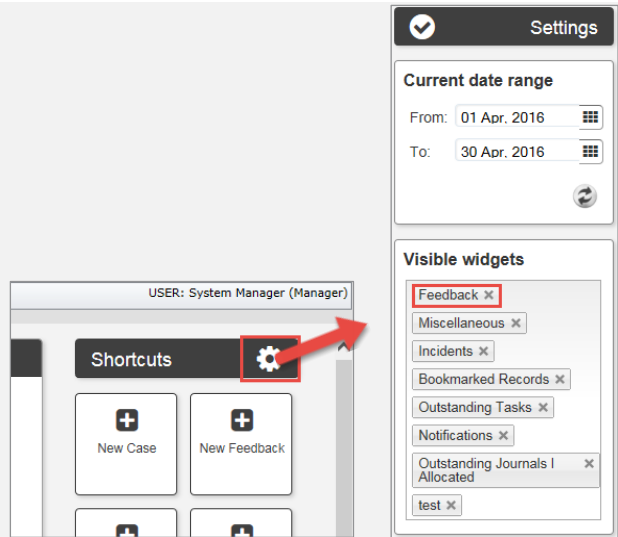 Settings
Current date range
From: 01 Apr. 2016
To: 30 Apr. 2016
Visible widgets
Feedback ×
Miscellaneous ×
Incidents ×
Bookmarked Records ×
Outstanding Tasks ×
Notifications ×
Outstanding Journals I ×
Allocated
test ×
USER: System Manager (Manager)
Shortcuts
New Case
New Feedback